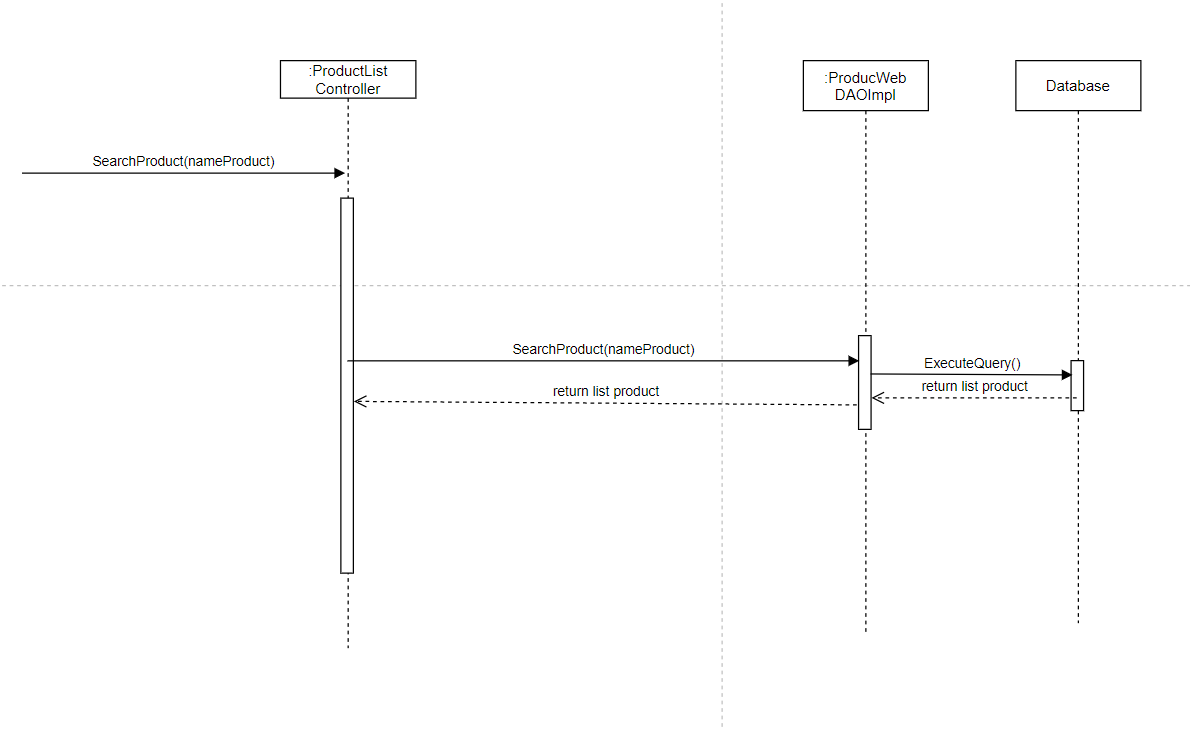 :ProductList
Controller
:ProducWeb
DAOImpl
Database
SearchProduct(nameProduct)
SearchProduct(nameProduct)
ExecuteQuery()
return list product
return list product